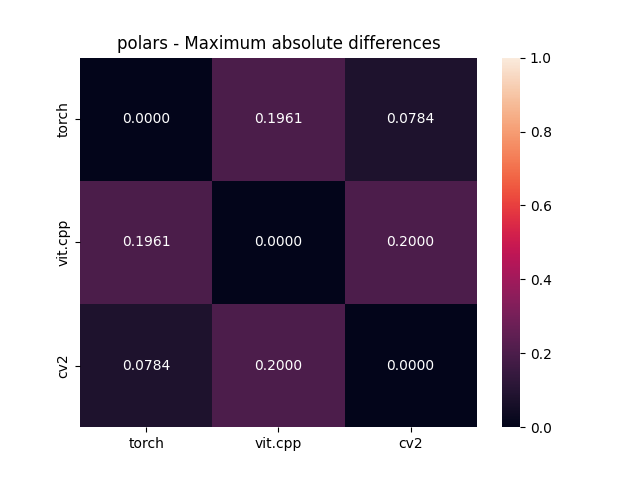 polars - Maximum absolute differences
torch 0.0000 0.1961 0.0784
vit.cpp 0.1961 0.0000 0.2000
cv2 0.0784 0.2000 0.0000
torch vit.cpp cv2
1.0
0.8
0.6
0.4
0.2
0.0